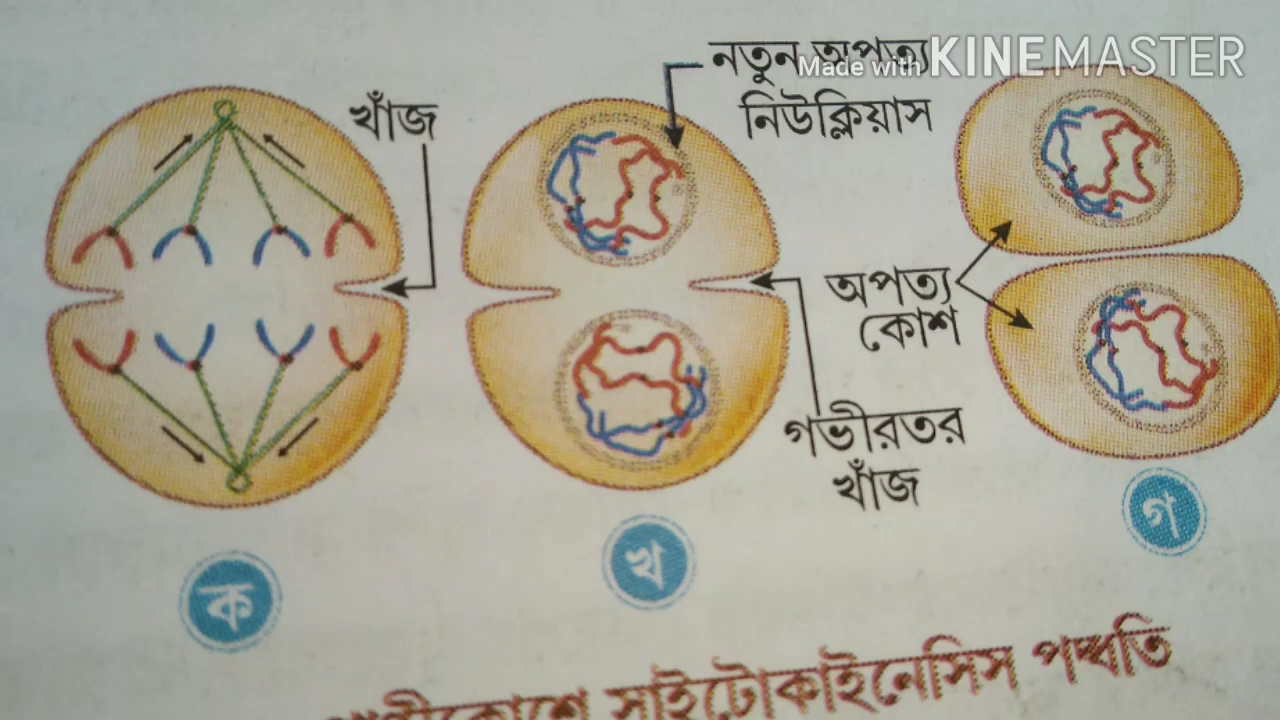 নতুন অপত্য
নিউক্লিয়াস
Made with KINEMASTER
খাঁজ
অপত্য
কোশ
গভীরতর
খাঁজ
ক
খ
গ
সাইটোকাইনেসিস পদ্ধতি